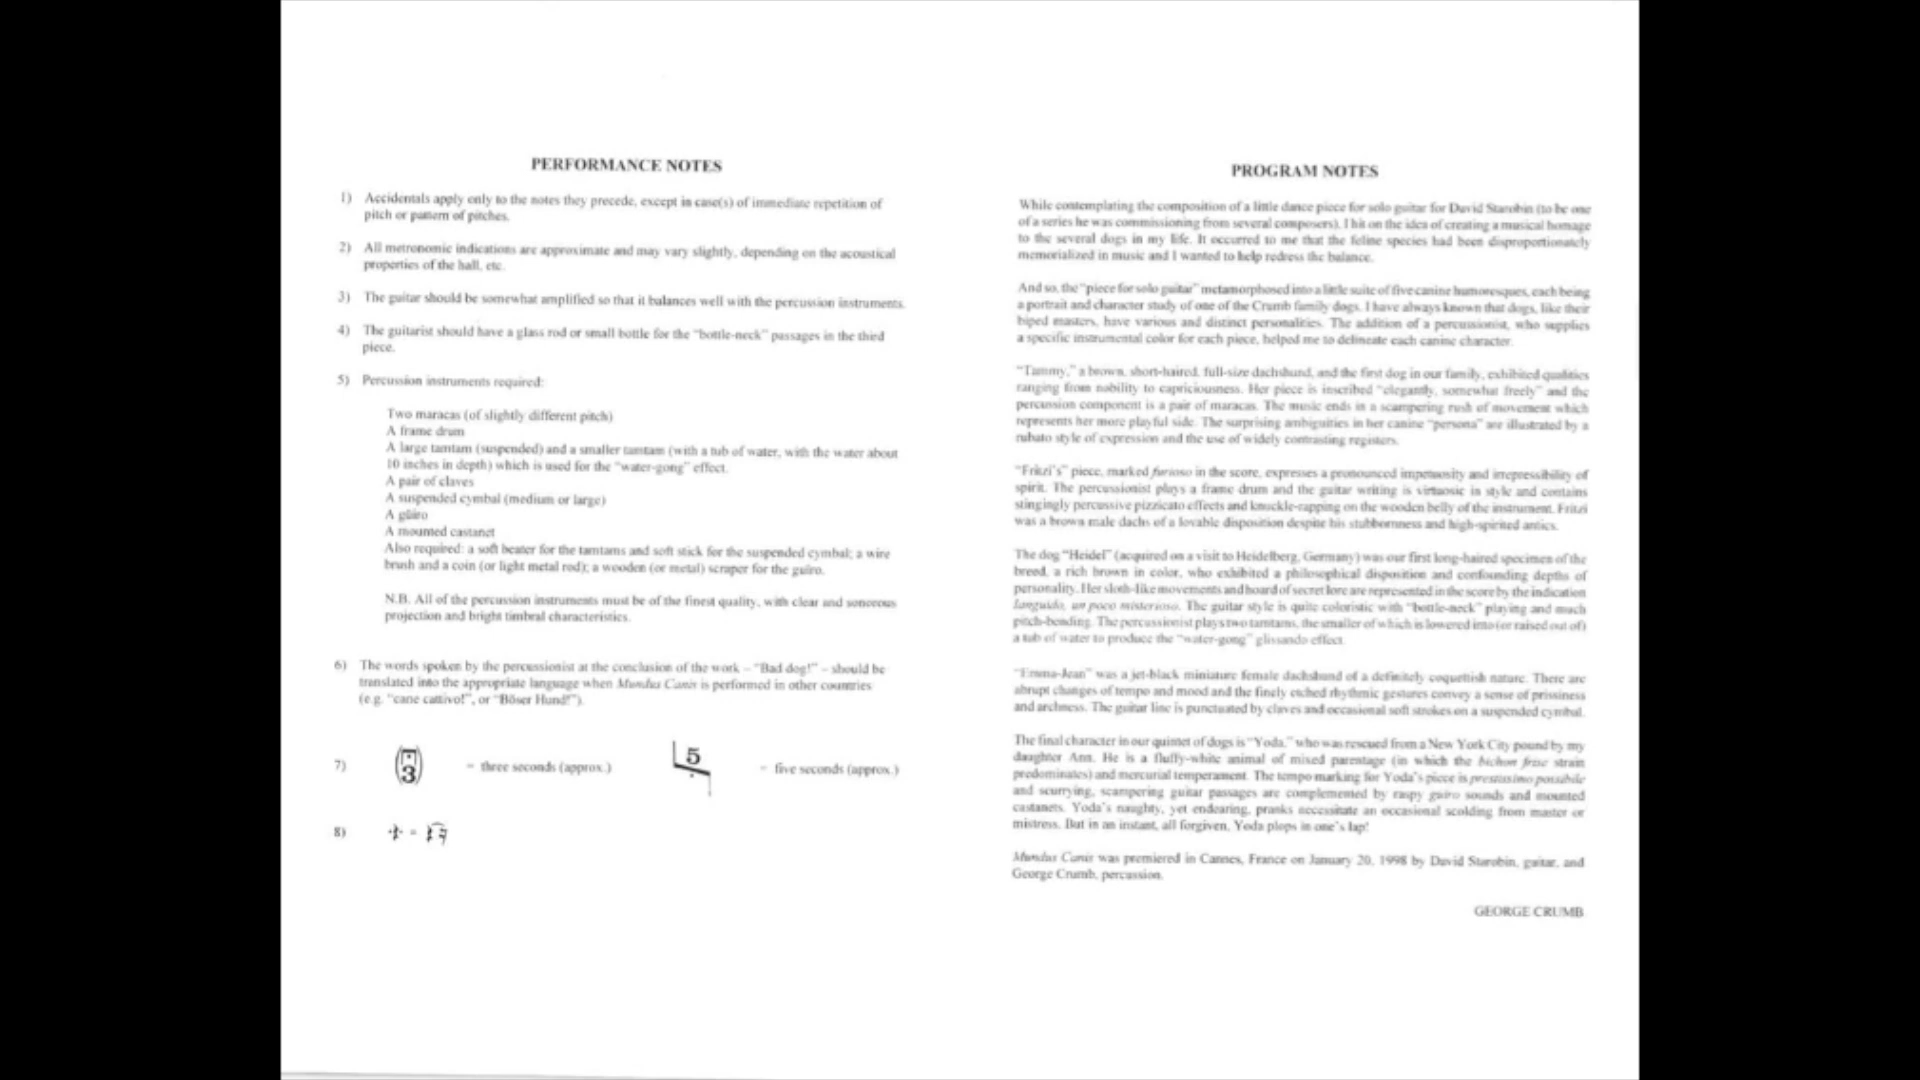 PERFORMANCE NOTES
1) Accidentals apply only to the notes they precede, except in case(s) of immediate repetition of
pitch or pattern of pitches.
2) All metronomic indications are approximate and may vary slightly, depending on the acoustical
properties of the hall, etc.
3) The guitar should be somewhat amplified so that it balances well with the percussion instruments.
4) The guitarist should have a glass rod or small bottle for the "bottle-neck" passages in the third
piece.
5) Percussion instruments required:
Two maracas (of slightly different pitch)
A frame drum
A large tamtam (suspended) and a smaller tamtam (with a tub of water, with the water about
10 inches in depth) which is used for the "water-gong" effect.
A pair of claves
A suspended cymbal (medium or large)
A güiro
A mounted castanet
Also required: a soft beater for the tamtams and soft stick for the suspended cymbal; a wire
brush and a coin (or light metal rod); a wooden (or metal) scraper for the guiro.
N.B. All of the percussion instruments must be of the finest quality, with clear and sonorous
projection and bright timbral characteristics.
6) The words spoken by the percussionist at the conclusion of the work – "Bad dog!" – should be
translated into the appropriate language when Mundus Canis is performed in other countries
(e.g. "cane cattivo!", or "Böser Hund!").
7) 3 = three seconds (approx.) 5 = five seconds (approx.)
8) =
PROGRAM NOTES
While contemplating the composition of a little dance piece for solo guitar for David Starobin (to be one
of a series he was commissioning from several composers), I hit on the idea of creating a musical homage
to the several dogs in my life. It occurred to me that the feline species had been disproportionately
memorialized in music and I wanted to help redress the balance.
And so, the "piece for solo guitar" metamorphosed into a little suite of five canine humoresques, each being
a portrait and character study of one of the Crumb family dogs. I have always known that dogs, like their
biped masters, have various and distinct personalities. The addition of a percussionist, who supplies
a specific instrumental color for each piece, helped me to delineate each canine character.
"Tammy," a brown, short-haired, full-size dachshund, and the first dog in our family, exhibited qualities
ranging from nobility to capriciousness. Her piece is inscribed "elegantly, somewhat freely" and the
percussion component is a pair of maracas. The music ends in a scampering rush of movement which
represents her more playful side. The surprising ambiguities in her canine "persona" are illustrated by a
rubato style of expression and the use of widely contrasting registers.
"Fritzi's" piece, marked furioso in the score, expresses a pronounced impetuosity and irrepressibility of
spirit. The percussionist plays a frame drum and the guitar writing is virtuosic in style and contains
stingingly percussive pizzicato effects and knuckle-rapping on the wooden belly of the instrument. Fritzi
was a brown male dachs of a lovable disposition despite his stubbornness and high-spirited antics.
The dog "Heidel" (acquired on a visit to Heidelberg, Germany) was our first long-haired specimen of the
breed, a rich brown in color, who exhibited a philosophical disposition and confounding depths of
personality. Her sloth-like movements and hoard of secret lore are represented in the score by the indication
languido, un poco misterioso. The guitar style is quite coloristic with "bottle-neck" playing and much
pitch-bending. The percussionist plays two tamtams, the smaller of which is lowered into (or raised out of)
a tub of water to produce the "water-gong" glissando effect.
"Emma-Jean" was a jet-black miniature female dachshund of a definitely coquettish nature. There are
abrupt changes of tempo and mood and the finely etched rhythmic gestures convey a sense of prissiness
and archness. The guitar line is punctuated by claves and occasional soft strokes on a suspended cymbal.
The final character in our quintet of dogs is "Yoda," who was rescued from a New York City pound by my
daughter Ann. He is a fluffy-white animal of mixed parentage (in which the bichon frise strain
predominates) and mercurial temperament. The tempo marking for Yoda's piece is prestissimo possibile
and scurrying, scampering guitar passages are complemented by raspy guiro sounds and mounted
castanets. Yoda's naughty, yet endearing, pranks necessitate an occasional scolding from master or
mistress. But in an instant, all forgiven, Yoda plops in one's lap!
Mundus Canis was premiered in Cannes, France on January 20, 1998 by David Starobin, guitar, and
George Crumb, percussion.
GEORGE CRUMB